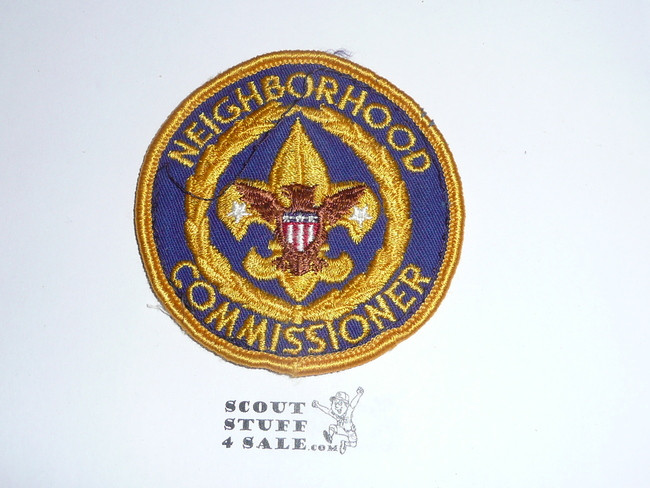 NEIGHBORHOOD
COMMISSIONER
SCOUT
STUFF
4 SALE.COM